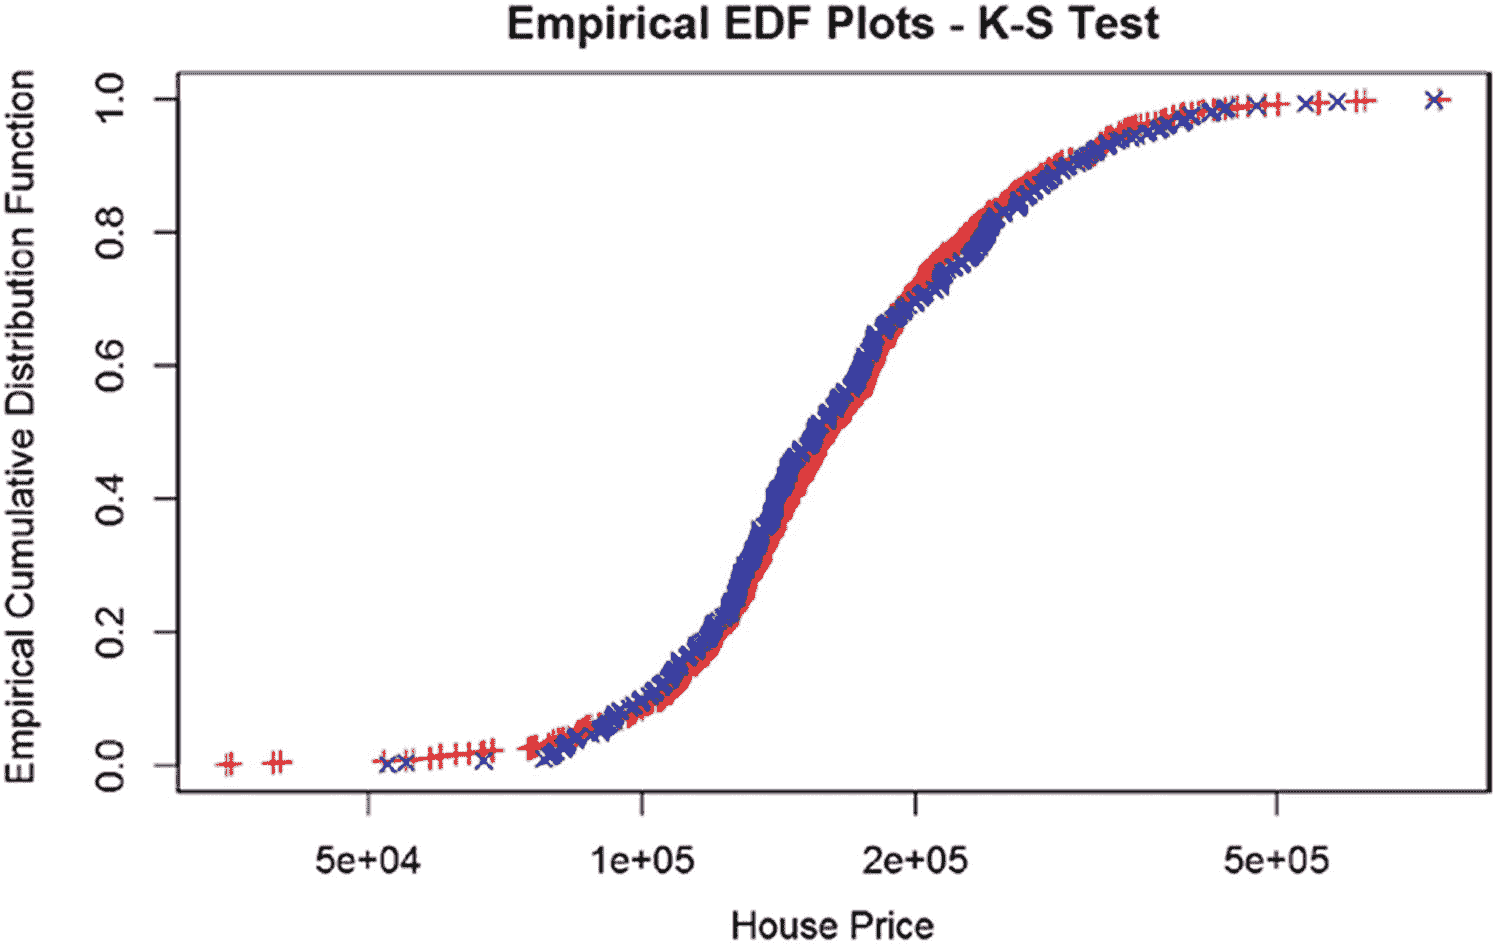 Empirical EDF Plots - K-S Test
Empirical Cumulative Distribution Function
1.0
0.8
0.6
0.4
0.2
0.0
5e+04 1e+05 2e+05 5e+05
House Price